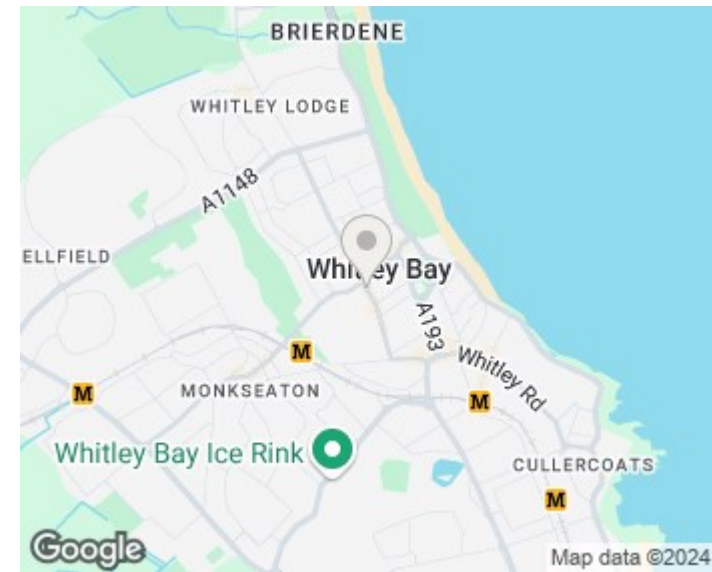 BRIERDENE
WHITLEY LODGE
A1148
ELLFIELD
Whitley Bay
A193
M
Whitley Rd
M
MONKSEATON
M
Whitley Bay Ice Rink
CULLERCOATS
M
Google
Map data ©2024